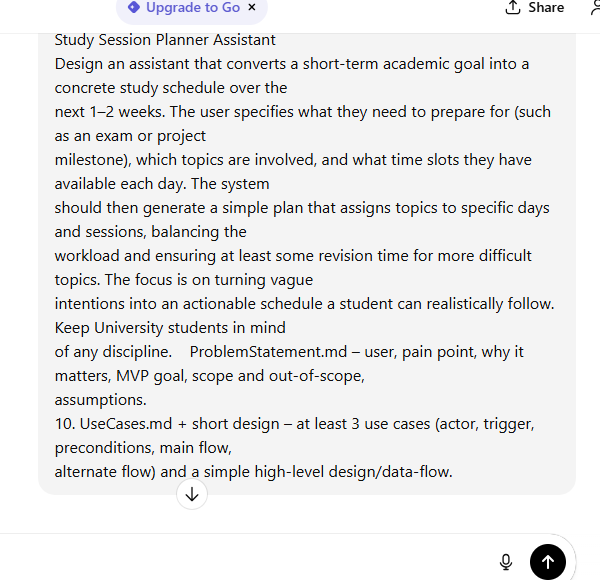 Upgrade to Go ×
Share
Study Session Planner Assistant
Design an assistant that converts a short-term academic goal into a
concrete study schedule over the
next 1–2 weeks. The user specifies what they need to prepare for (such
as an exam or project
milestone), which topics are involved, and what time slots they have
available each day. The system
should then generate a simple plan that assigns topics to specific days
and sessions, balancing the
workload and ensuring at least some revision time for more difficult
topics. The focus is on turning vague
intentions into an actionable schedule a student can realistically follow.
Keep University students in mind
of any discipline. ProblemStatement.md – user, pain point, why it
matters, MVP goal, scope and out-of-scope,
assumptions.
10. UseCases.md + short design – at least 3 use cases (actor, trigger,
preconditions, main flow,
alternate flow) and a simple high-level design/data-flow.